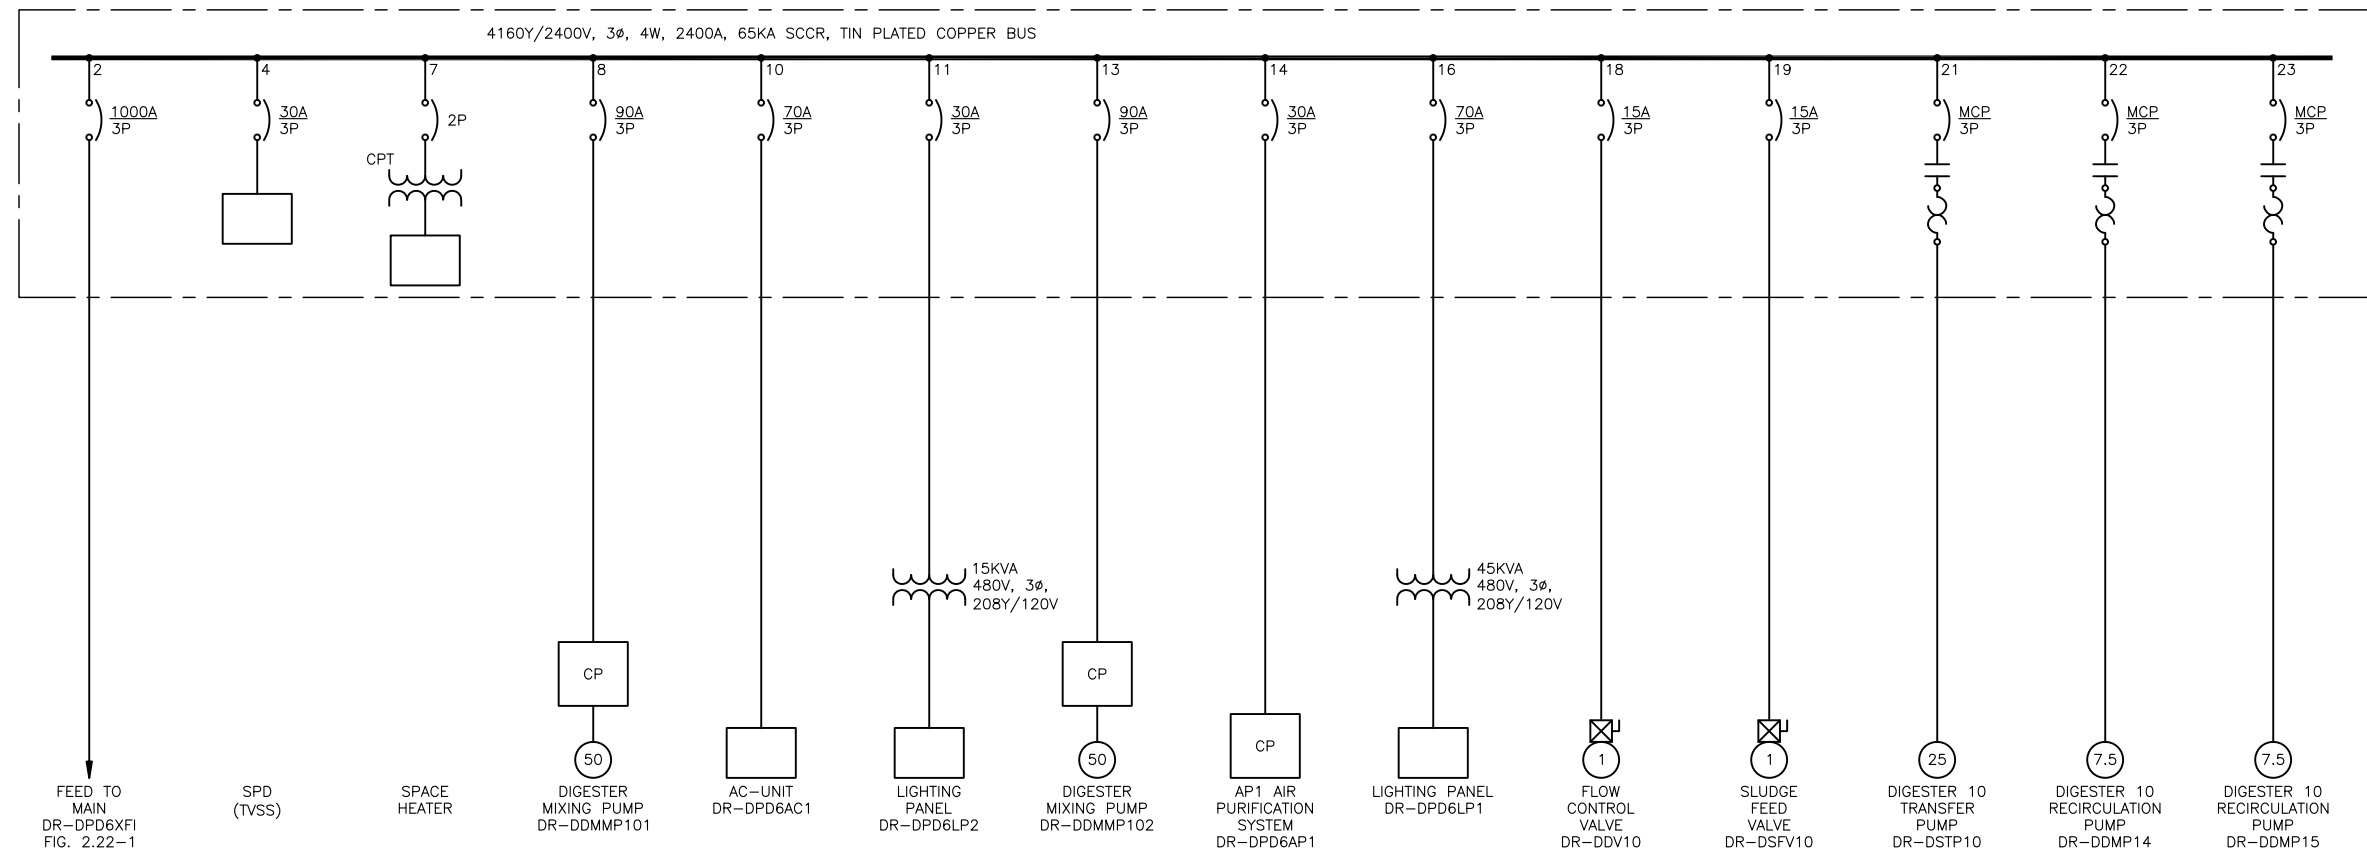 4160Y/2400V, 3ø, 4W, 2400A, 65KA SCCR, TIN PLATED COPPER BUS
2
4
7
8
10
11
13
14
16
18
19
21
22
23
1000A
3P
30A
3P
2P
90A
3P
70A
3P
30A
3P
90A
3P
30A
3P
70A
3P
15A
3P
15A
3P
MCP
3P
MCP
3P
MCP
3P
CPT
15KVA
480V, 3ø,
208Y/120V
45KVA
480V, 3ø,
208Y/120V
CP
CP
CP
50
50
1
1
25
7.5
7.5
FEED TO
MAIN
DR-DPD6XFI
FIG. 2.22-1
SPD
(TVSS)
SPACE
HEATER
DIGESTER
MIXING PUMP
DR-DDMMP101
AC-UNIT
DR-DPD6AC1
LIGHTING
PANEL
DR-DPD6LP2
DIGESTER
MIXING PUMP
DR-DDMMP102
AP1 AIR
PURIFICATION
SYSTEM
DR-DPD6AP1
LIGHTING PANEL
DR-DPD6LP1
FLOW
CONTROL
VALVE
DR-DDV10
SLUDGE
FEED
VALVE
DR-DSFV10
DIGESTER 10
TRANSFER
PUMP
DR-DSTP10
DIGESTER 10
RECIRCULATION
PUMP
DR-DDMP14
DIGESTER 10
RECIRCULATION
PUMP
DR-DDMP15